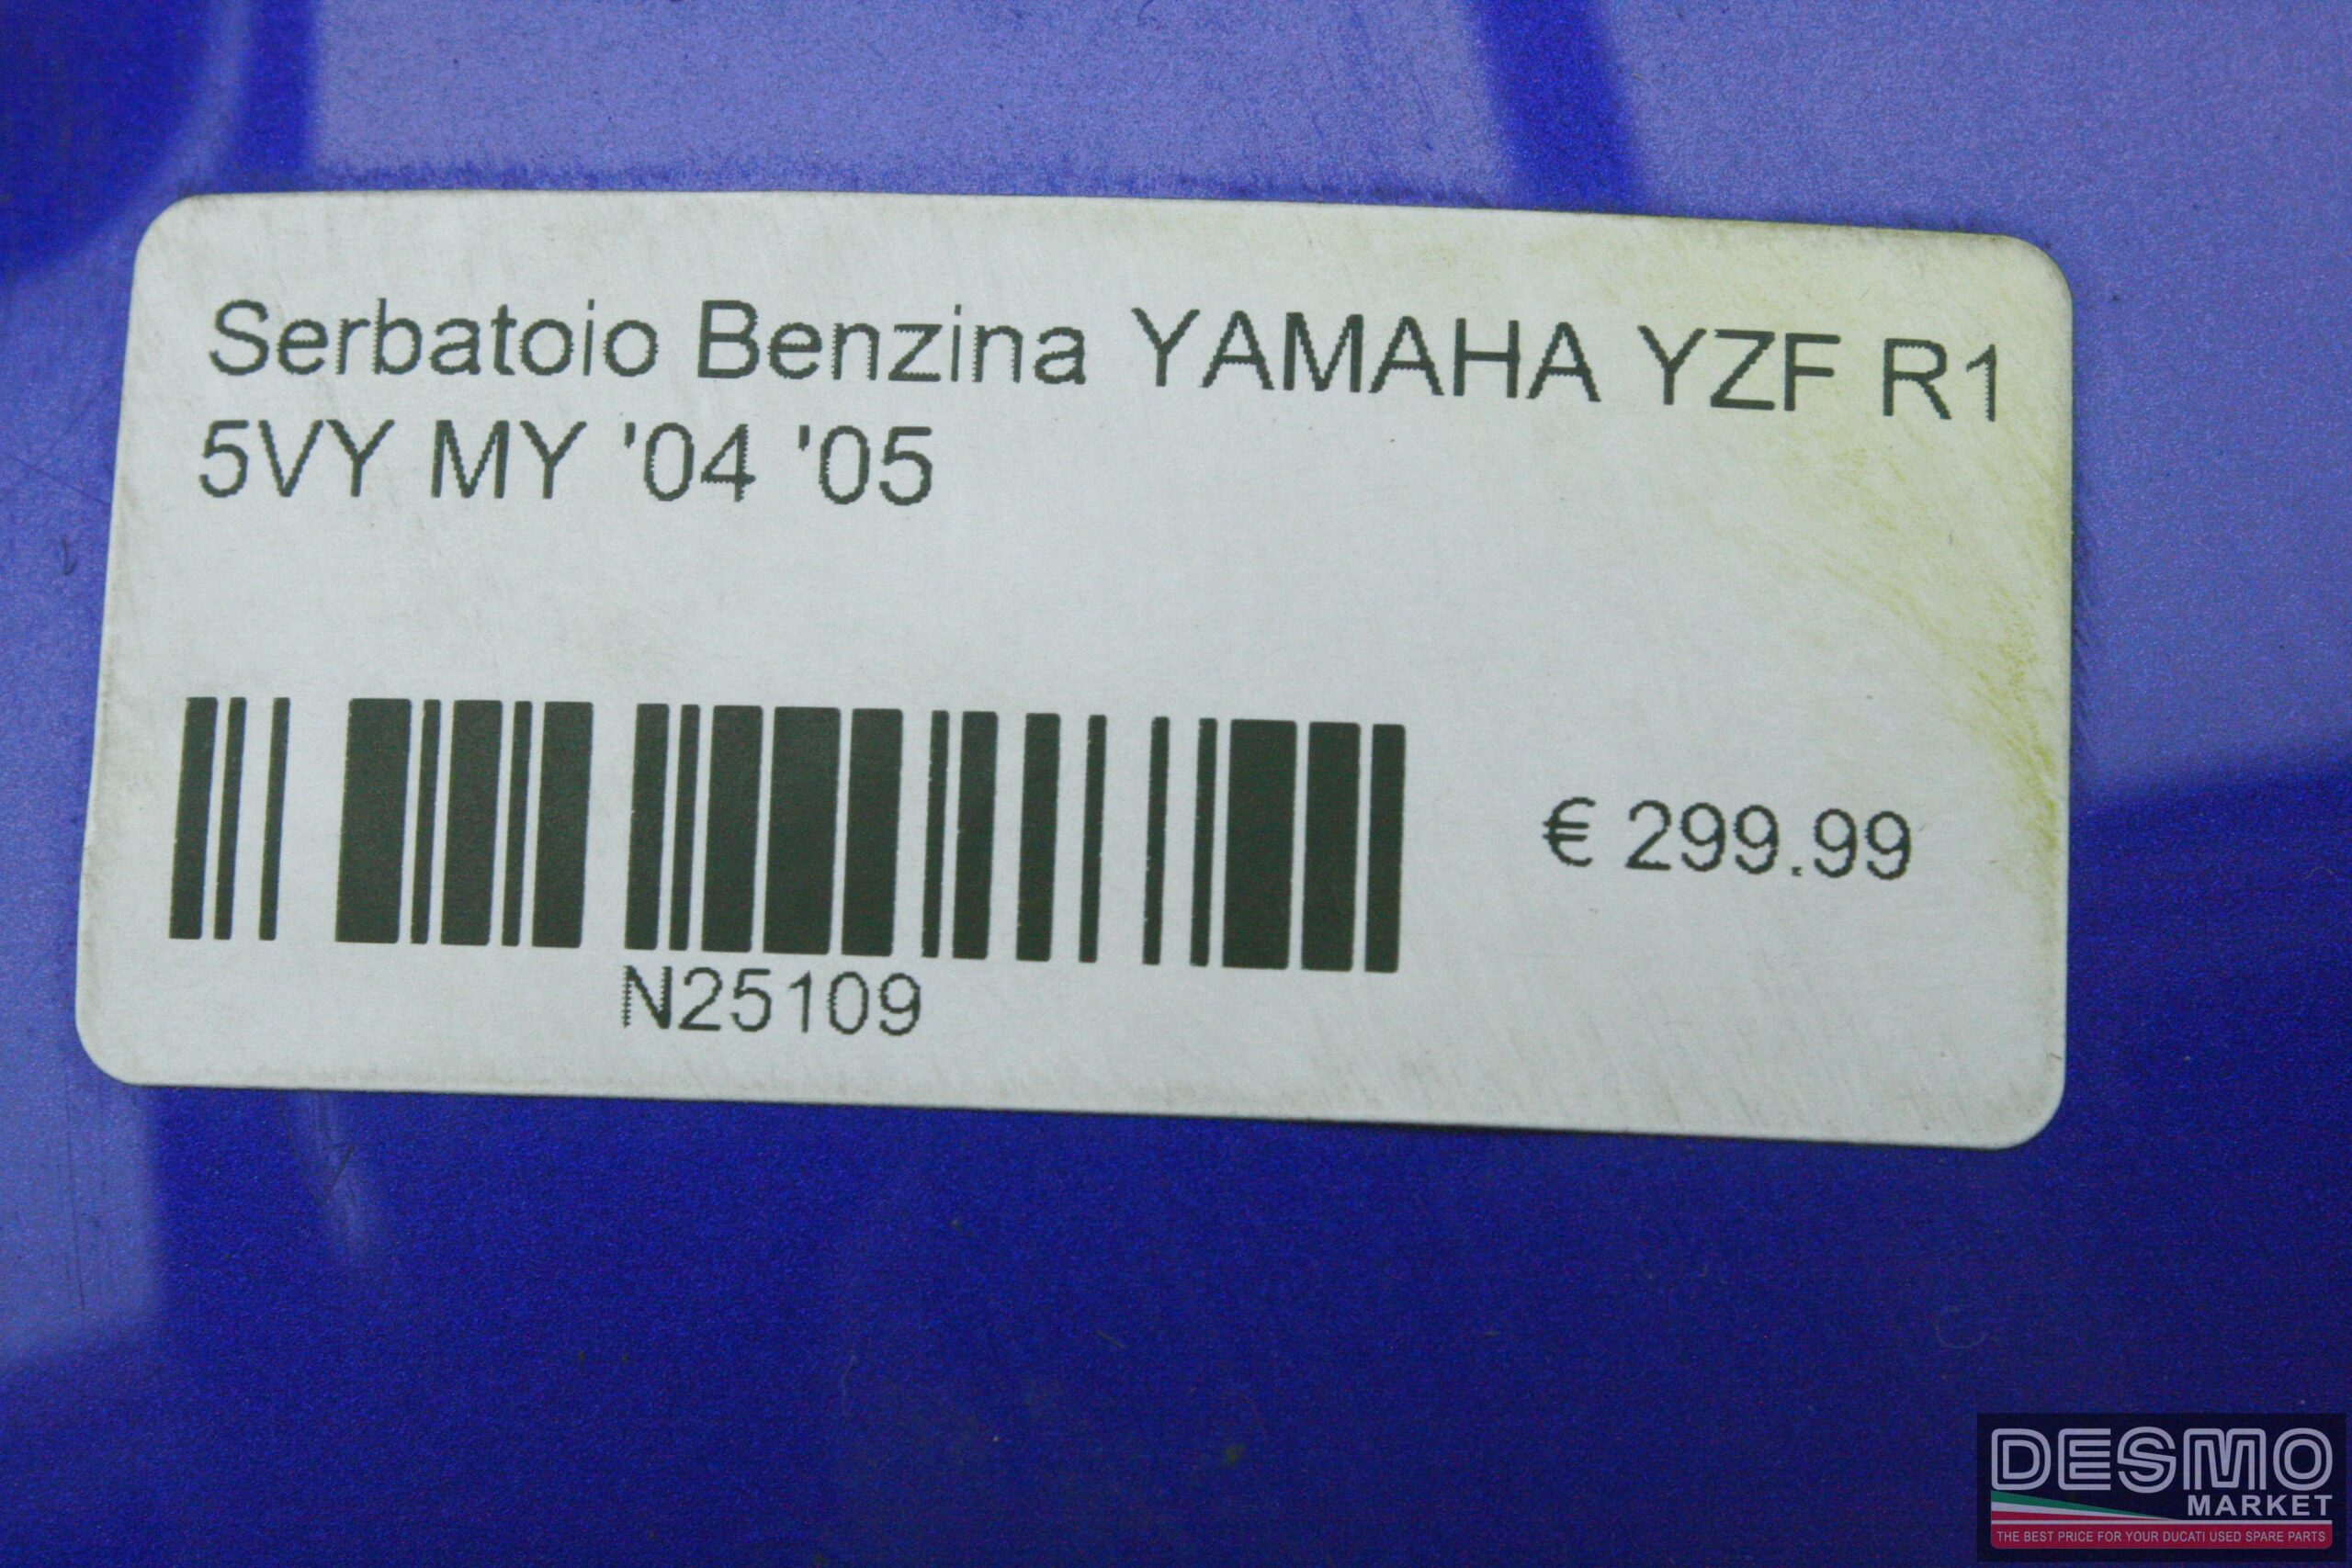 Serbatoio Benzina YAMAHA YZF R1
5VY MY '04 '05
€ 299.99
N25109
DESMO
MARKET
THE BEST PRICE FOR YOUR DUCATI USED SPARE PARTS